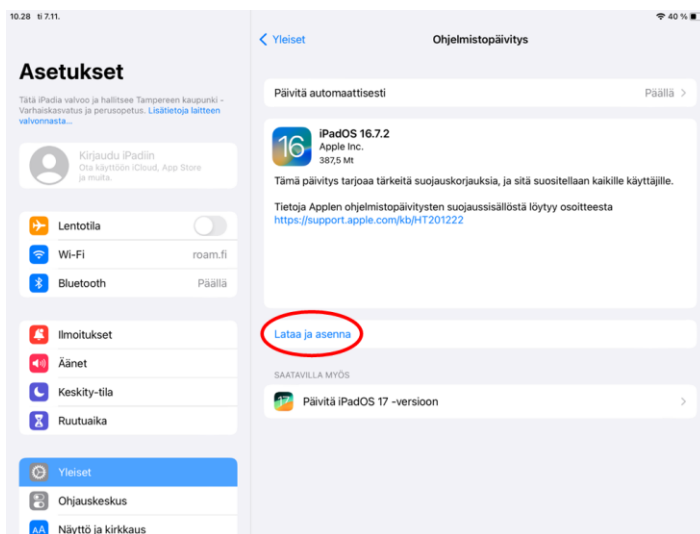 10.28 ti 7.11.
40 %
Yleiset
Ohjelmistopäivitys
Asetukset
Tätä iPadia valvoo ja hallitsee Tampereen kaupunki –
Varhaiskasvatus ja perusopetus. Lisätietoja laitteen
valvonnasta...
Kirjaudu iPadiin
Ota käyttöön iCloud, App Store
ja muita.
Lentotila
Wi-Fi
roam.fi
Bluetooth
Päällä
Ilmoitukset
Äänet
Keskity-tila
Ruutuaika
Yleiset
Ohjauskeskus
AA Näyttö ja kirkkaus
Päivitä automaattisesti
Päällä
16
iPadOS 16.7.2
Apple Inc.
387,5 Mt
Tämä päivitys tarjoaa tärkeitä suojauskorjauksia, ja sitä suositellaan kaikille käyttäjille.
Tietoja Applen ohjelmistopäivitysten suojaussisällöstä löytyy osoitteesta
https://support.apple.com/kb/HT201222
Lataa ja asenna
SAATAVILLA MYÖS
17
Päivitä iPadOS 17 -versioon